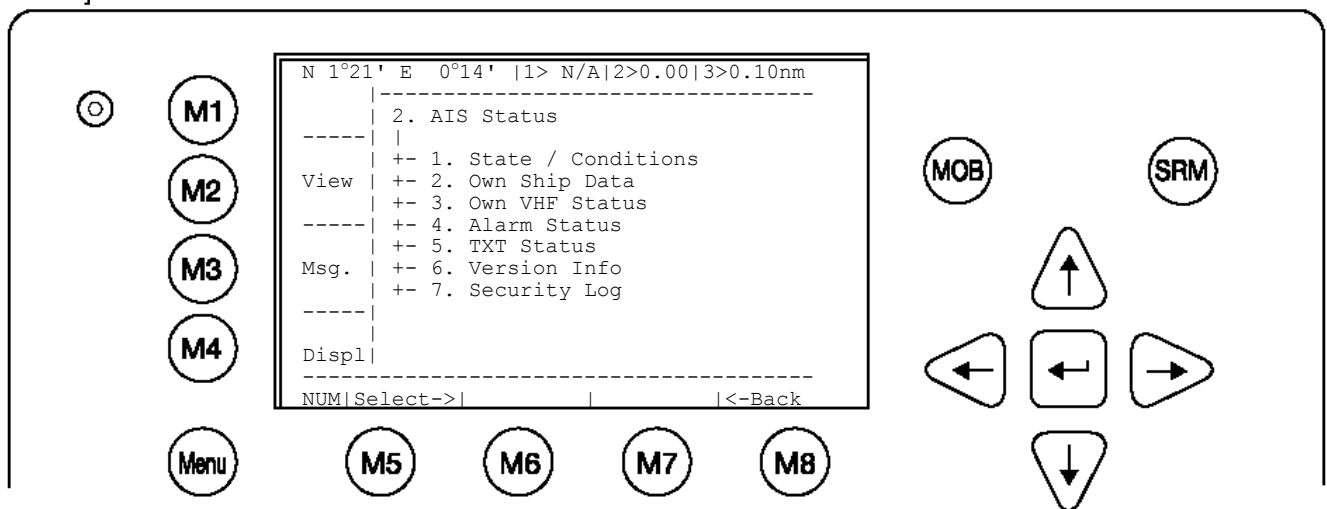 ]
N 1°21' E 0°14' |1> N/A|2>0.00|3>0.10nm
|----------------------------------
M1 | 2. AIS Status
-----| |
| +- 1. State / Conditions
M2 View | +- 2. Own Ship Data MOB SRM
| +- 3. Own VHF Status
-----| +- 4. Alarm Status
| +- 5. TXT Status
M3 Msg. | +- 6. Version Info
| +- 7. Security Log
-----|
|
M4 Displ|
----------------------------------------
NUM|Select->| | |<-Back
Menu M5 M6 M7 M8